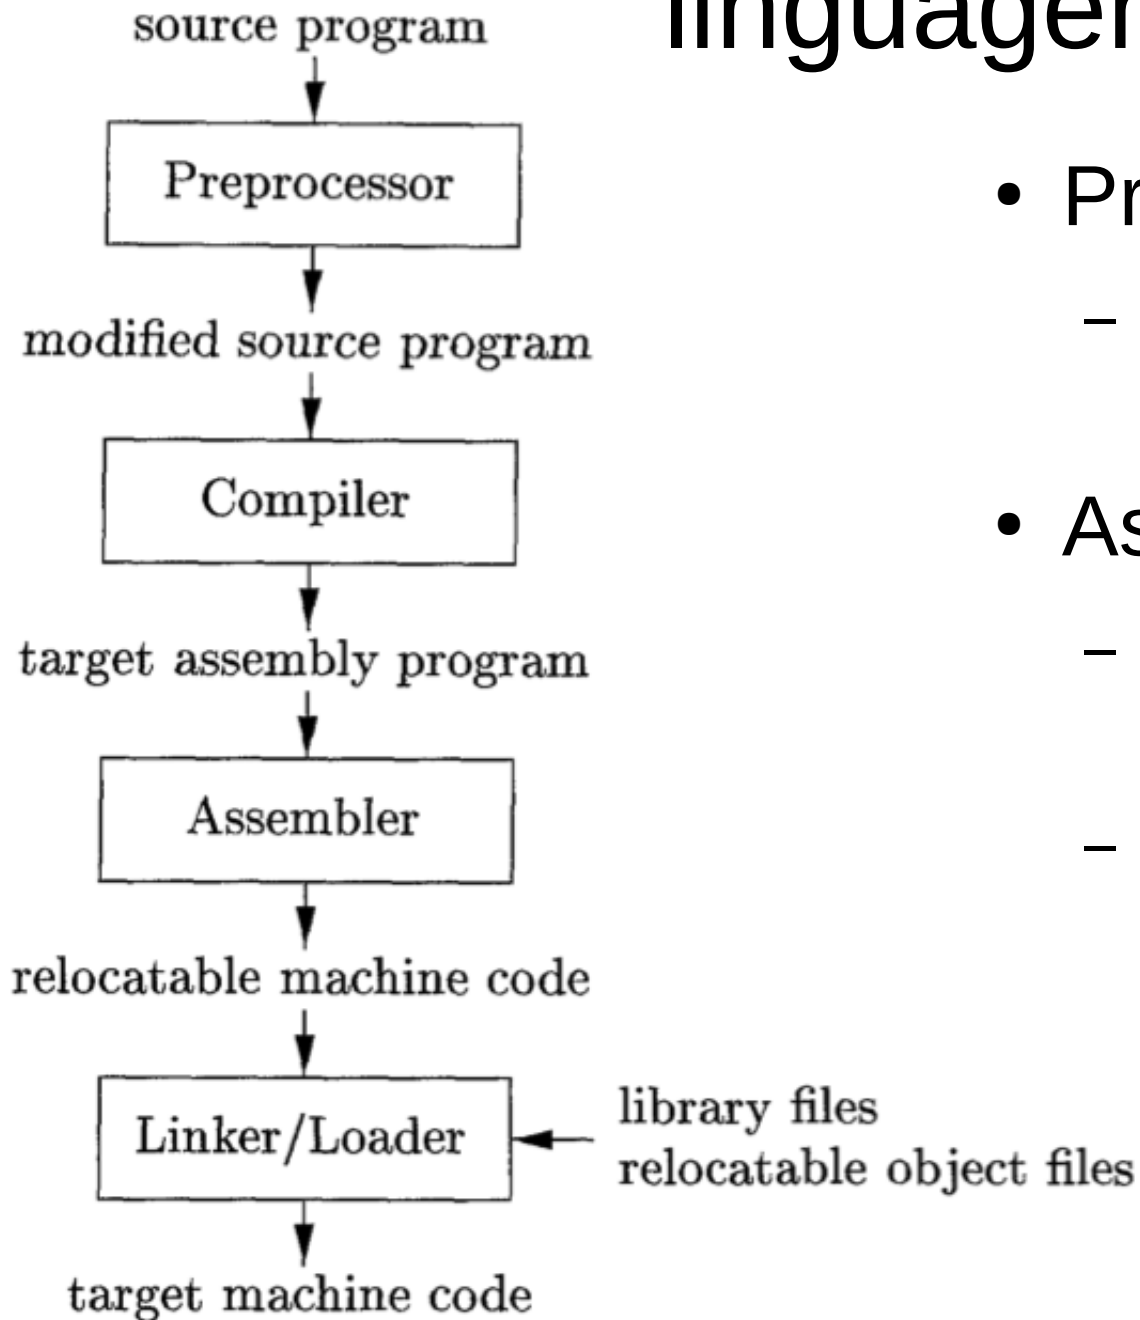 source program
Preprocessor
modified source program
Compiler
target assembly program
Assembler
relocatable machine code
Linker/Loader
library files
relocatable object files
target machine code
linguage
• Pr
–
• As
–
–